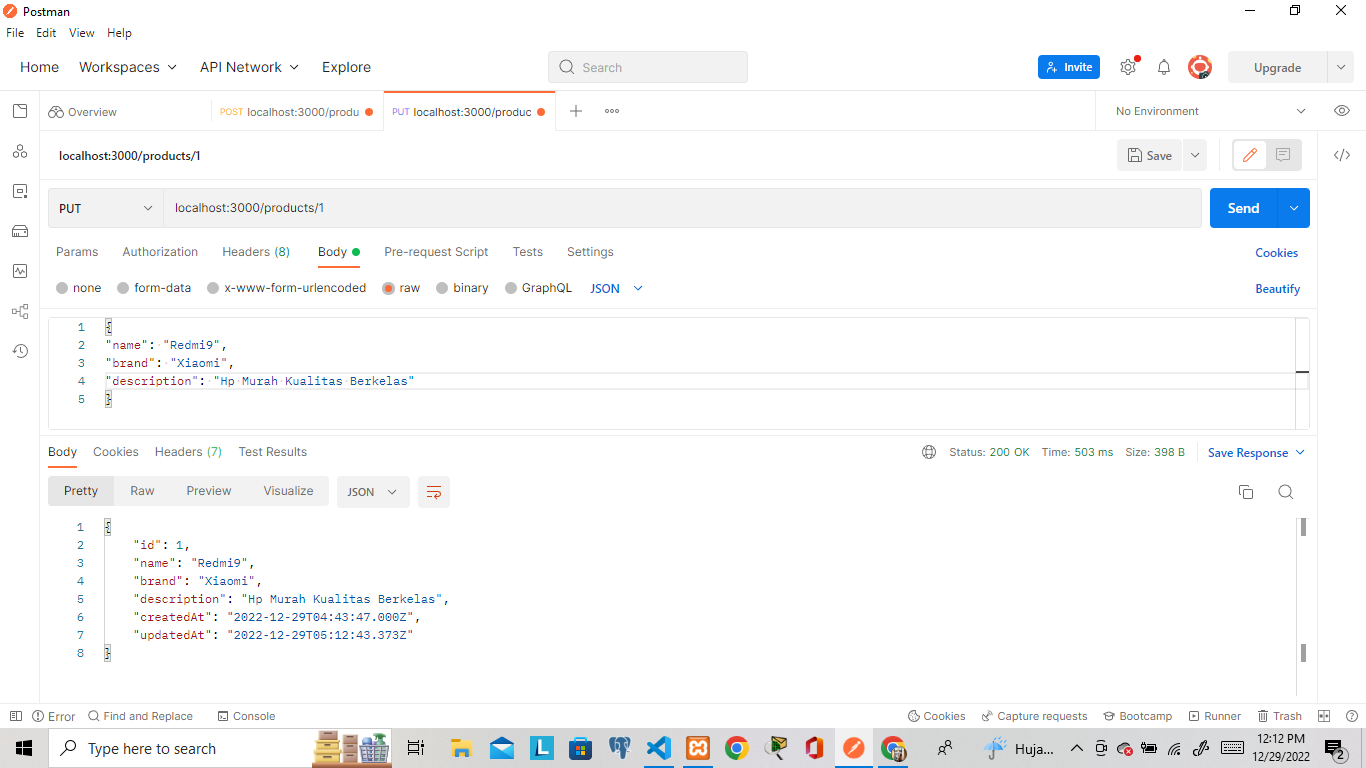 Postman
File Edit View Help
Home Workspaces API Network Explore Search Invite Upgrade
Overview POST localhost:3000/produ PUT localhost:3000/produc No Environment
localhost:3000/products/1 Save
PUT localhost:3000/products/1 Send
Params Authorization Headers (8) Body Pre-request Script Tests Settings Cookies
none form-data x-www-form-urlencoded raw binary GraphQL JSON Beautify
1 {
2 "name": "Redmi9",
3 "brand": "Xiaomi",
4 "description": "Hp Murah Kualitas Berkelas"
5 }
Body Cookies Headers (7) Test Results Status: 200 OK Time: 503 ms Size: 398 B Save Response
Pretty Raw Preview Visualize JSON
1 {
2 "id": 1,
3 "name": "Redmi9",
4 "brand": "Xiaomi",
5 "description": "Hp Murah Kualitas Berkelas",
6 "createdAt": "2022-12-29T04:43:47.000Z",
7 "updatedAt": "2022-12-29T05:12:43.373Z"
8 }
Error Find and Replace Console Cookies Capture requests Bootcamp Runner Trash
Type here to search L Huja... 12:12 PM
12/29/2022 2